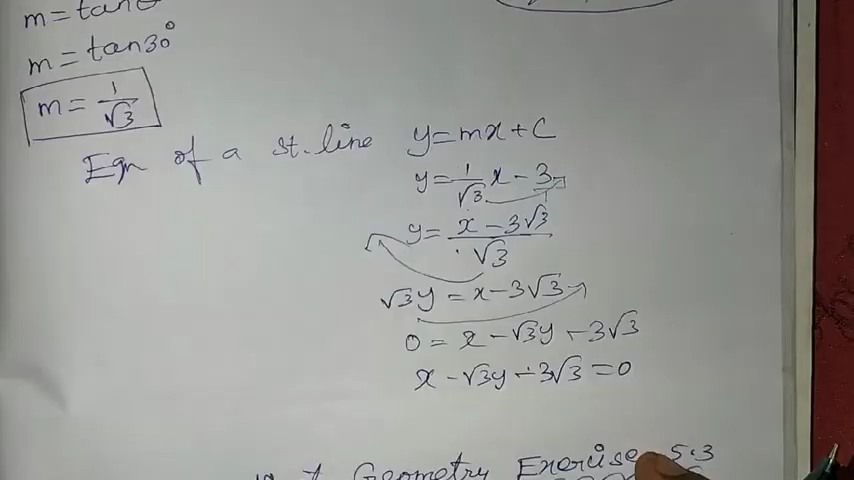 m = tanθ
m = tan30°
m = 1/√3
Eqn of a st. line y = mx + C
y = 1/√3 x - 3
y = (x - 3√3)/√3
√3y = x - 3√3
0 = x - √3y - 3√3
x - √3y - 3√3 = 0
Geometry Exercise 5.3